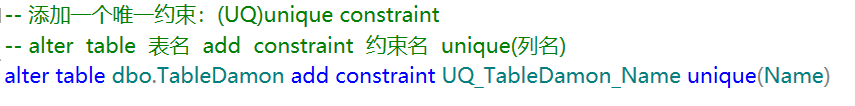 -- 添加一个唯一约束：(UQ)unique constraint
-- alter  table  表名  add  constraint  约束名  unique(列名)
alter table dbo.TableDamon add constraint UQ_TableDamon_Name unique(Name)